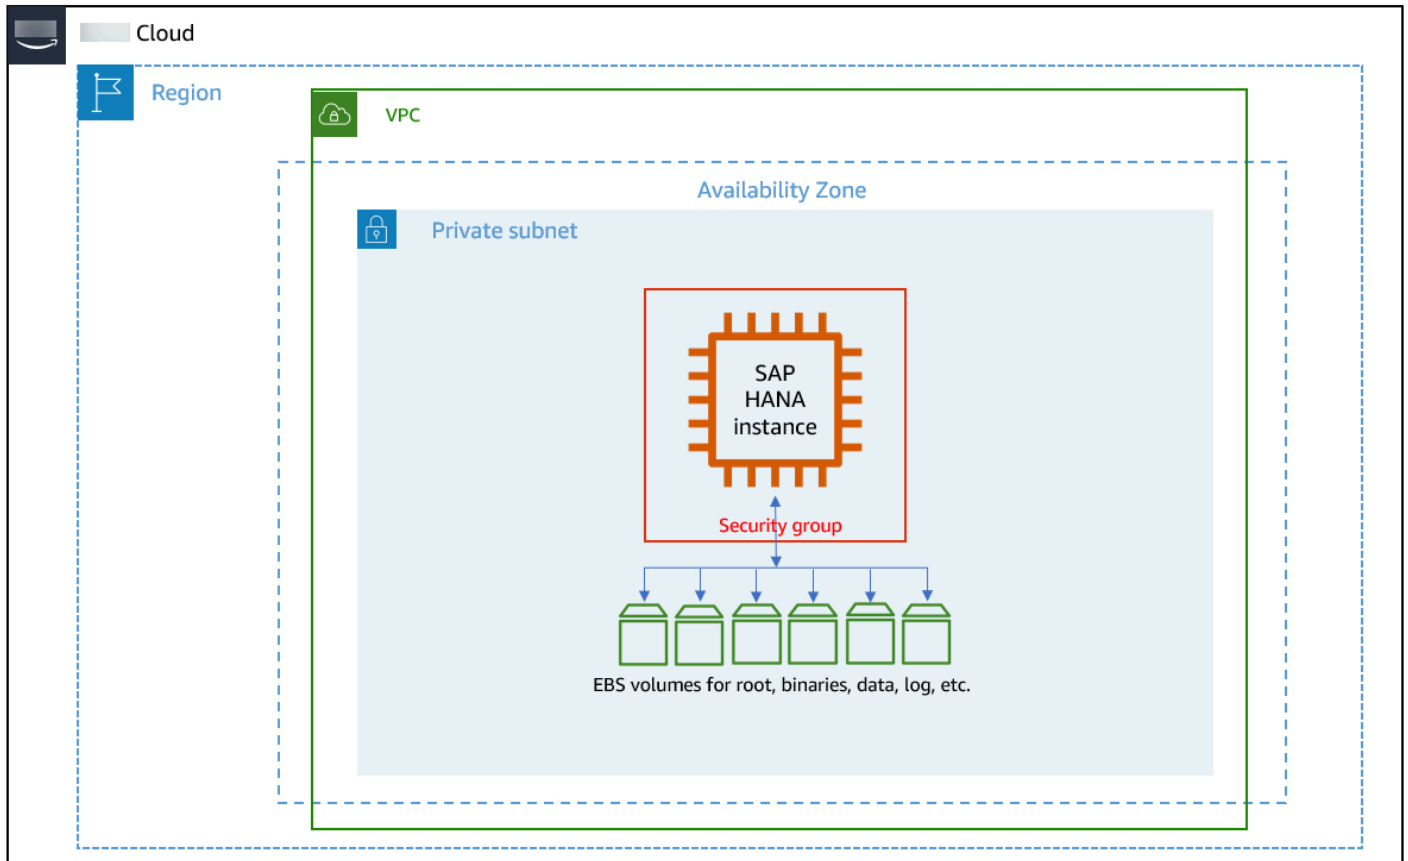 Cloud
Region
VPC
Availability Zone
Private subnet
SAP
HANA
instance
Security group
EBS volumes for root, binaries, data, log, etc.